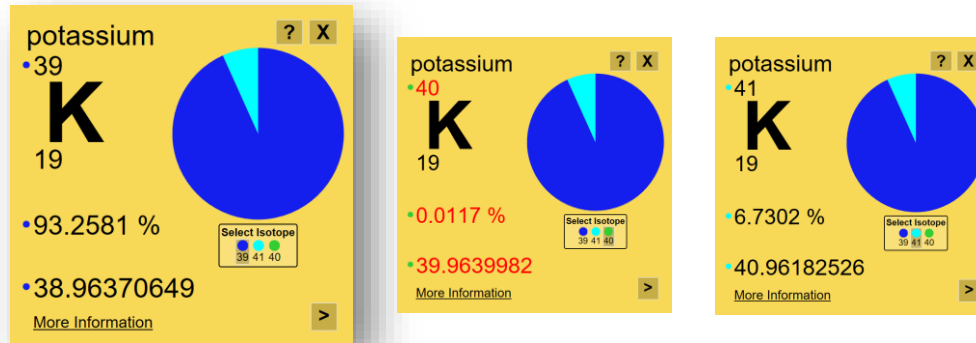 potassium ? X
39
K
19
93.2581 %
Select Isotope
39 41 40
38.96370649
More Information >
potassium ? X
40
K
19
0.0117 %
Select Isotope
39 41 40
39.9639982
More Information >
potassium ? X
41
K
19
6.7302 %
Select Isotope
39 41 40
40.96182526
More Information >